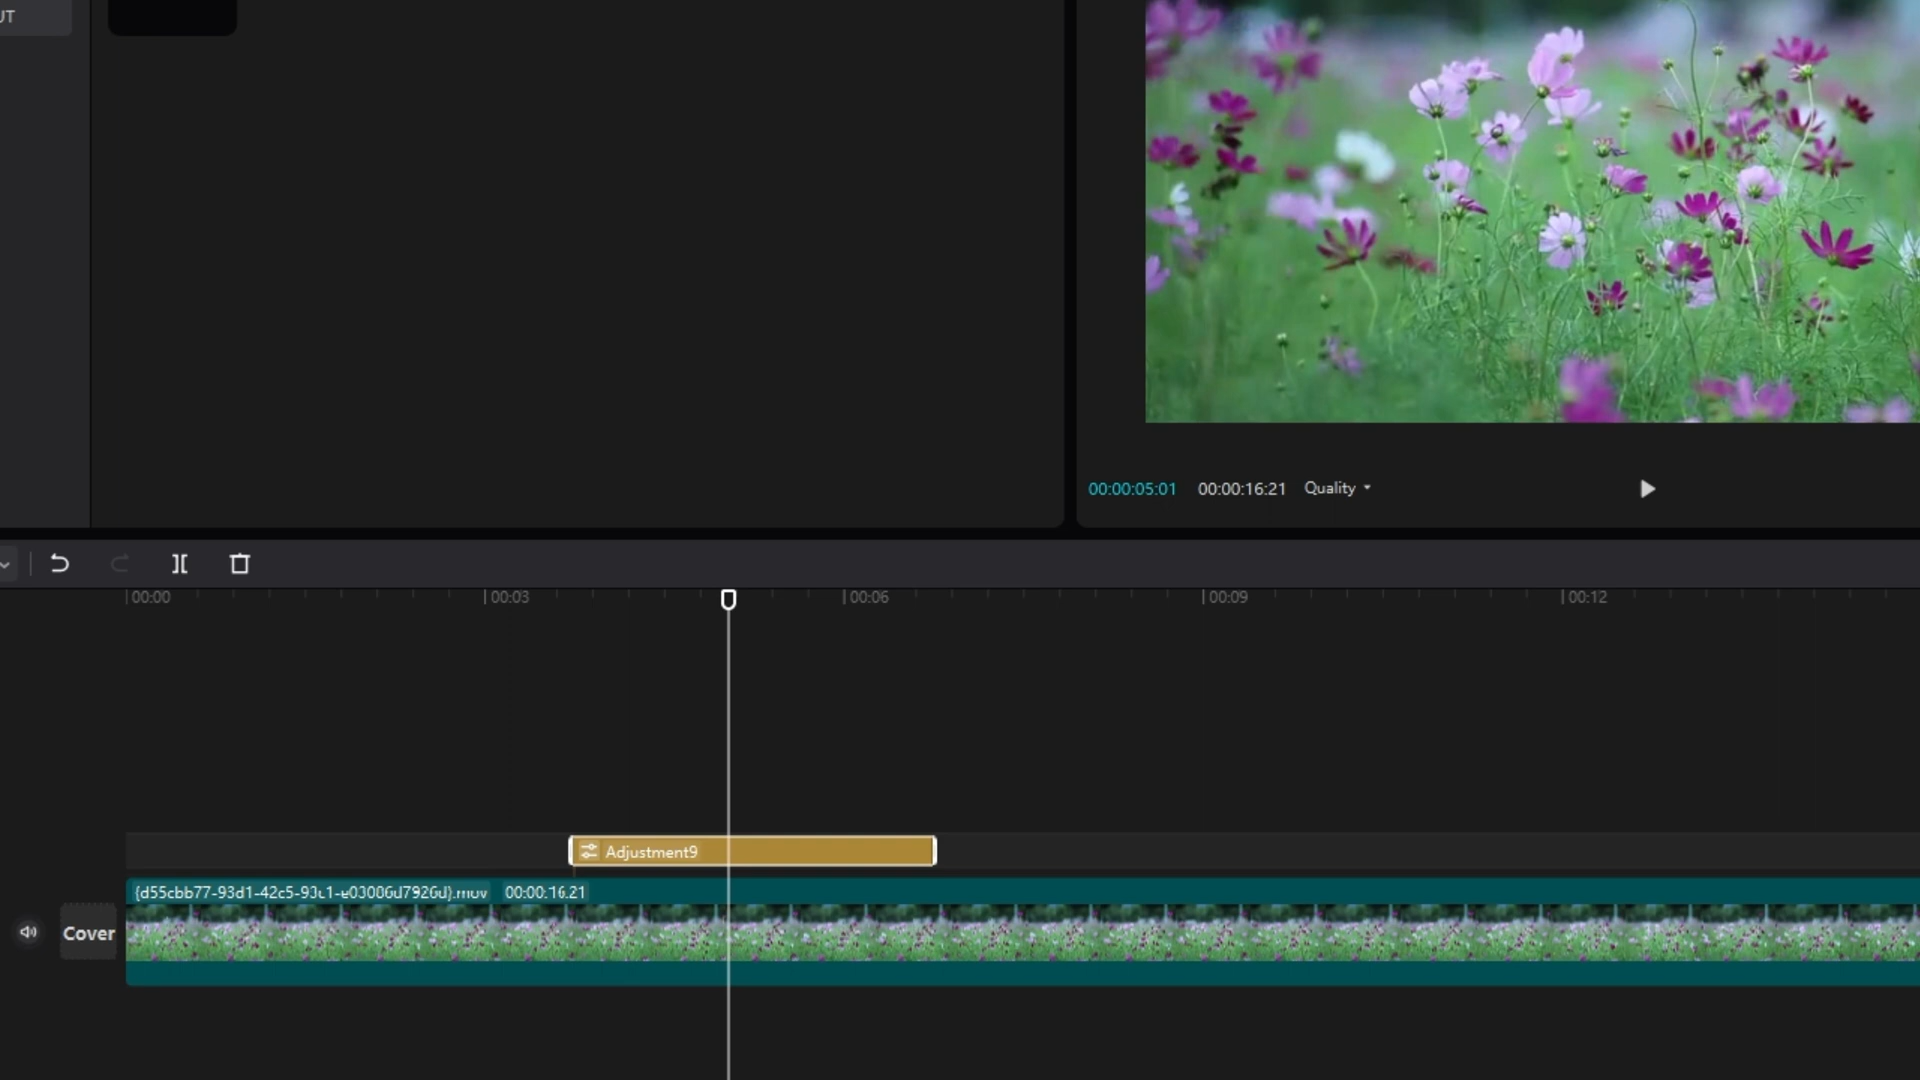 UT
00:00:05:01 00:00:16:21 Quality
00:00 00:03 00:06 00:09 00:12
Adjustment9
{d55cbb77-93d1-42c5-93c1-e03006d7926d}.mov 00:00:16:21
Cover